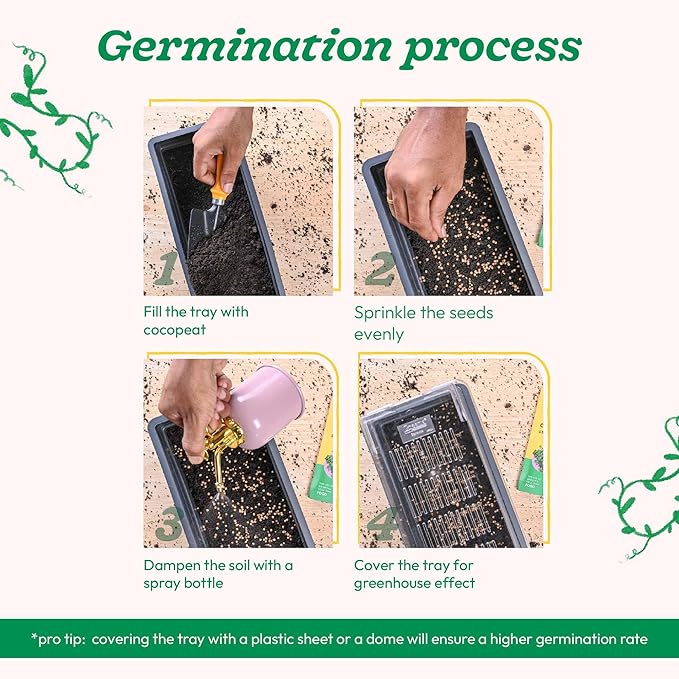 Germination process
1
Fill the tray with
cocopeat
2
Sprinkle the seeds
evenly
3
Dampen the soil with a
spray bottle
4
Cover the tray for
greenhouse effect
*pro tip: covering the tray with a plastic sheet or a dome will ensure a higher germination rate